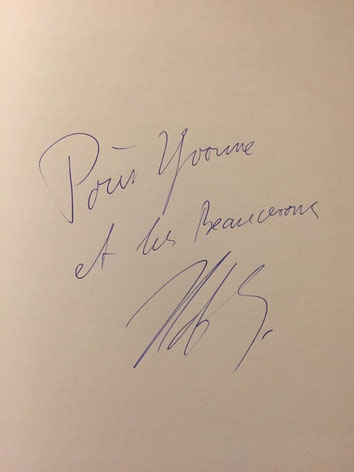 Pour Yvonne
et les Beaucerons